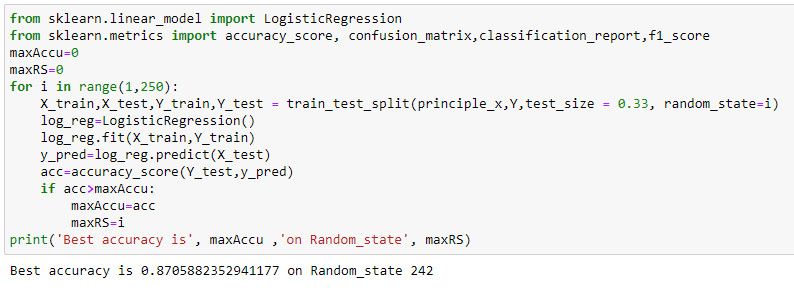 from sklearn.linear_model import LogisticRegression
from sklearn.metrics import accuracy_score, confusion_matrix,classification_report,f1_score
maxAccu=0
maxRS=0
for i in range(1,250):
    X_train,X_test,Y_train,Y_test = train_test_split(principle_x,Y,test_size = 0.33, random_state=i)
    log_reg=LogisticRegression()
    log_reg.fit(X_train,Y_train)
    y_pred=log_reg.predict(X_test)
    acc=accuracy_score(Y_test,y_pred)
    if acc>maxAccu:
        maxAccu=acc
        maxRS=i
print('Best accuracy is', maxAccu ,'on Random_state', maxRS)
Best accuracy is 0.8705882352941177 on Random_state 242